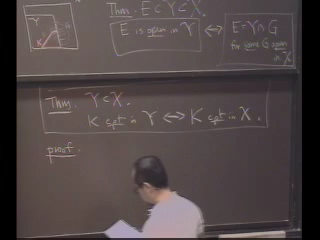 Y G
K
Thm. E ⊂ Y ⊂ X.
E is open in Y ↔ E = Y ∩ G
for some G open
in X
Thm. Y ⊂ X.
K cpt in Y ↔ K cpt in X.
proof.